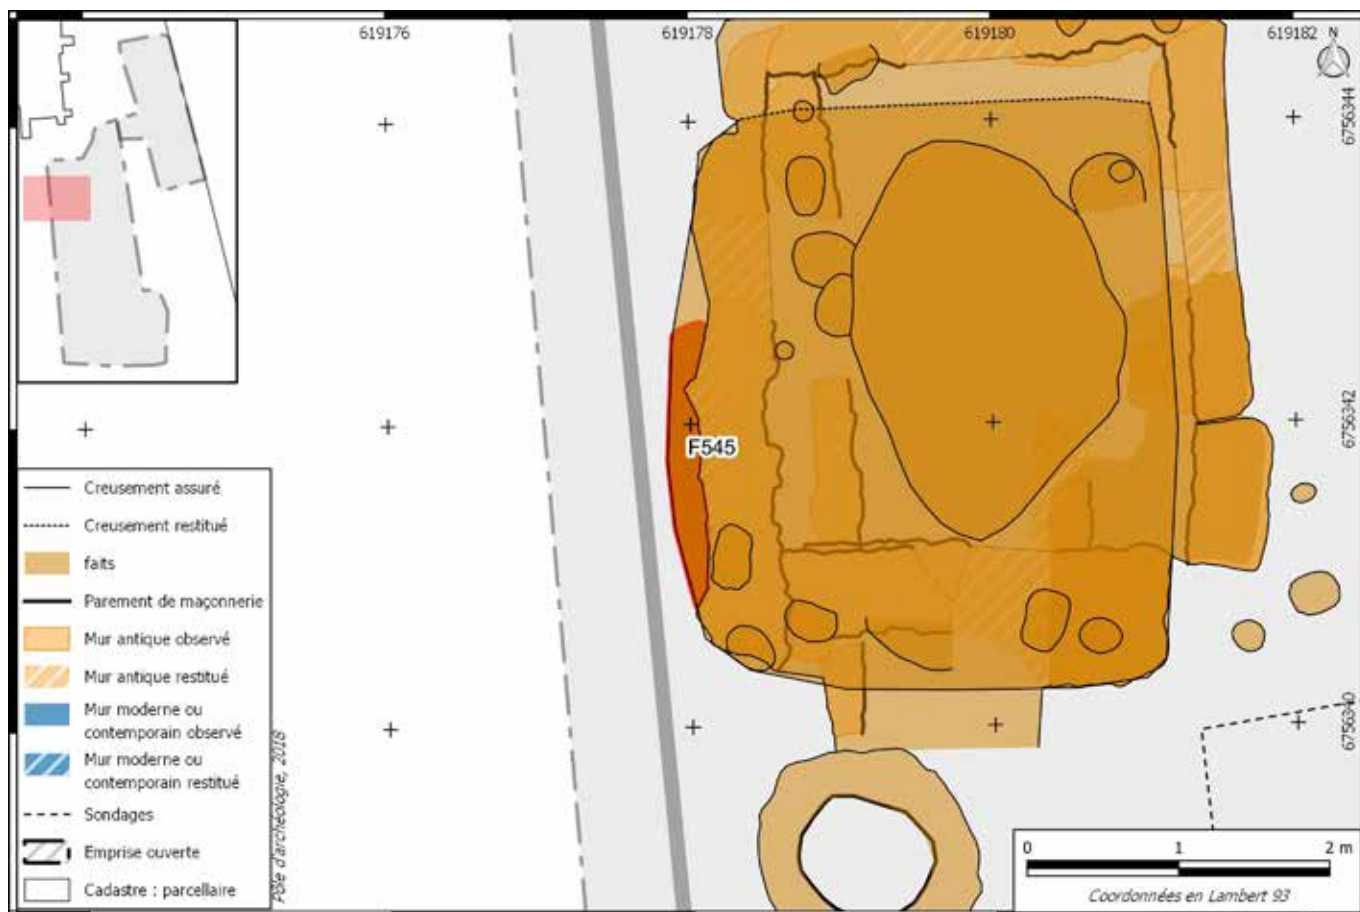 619176
619178
619180
619182
N
6756344
6756342
6756340
F545
Creusement assuré
Creusement restitué
faits
Parement de maçonnerie
Mur antique observé
Mur antique restitué
Mur moderne ou
contemporain observé
Mur moderne ou
contemporain restitué
Sondages
Emprise ouverte
Cadastre : parcellaire
Pôle d'archéologie, 2018
0 1 2 m
Coordonnées en Lambert 93